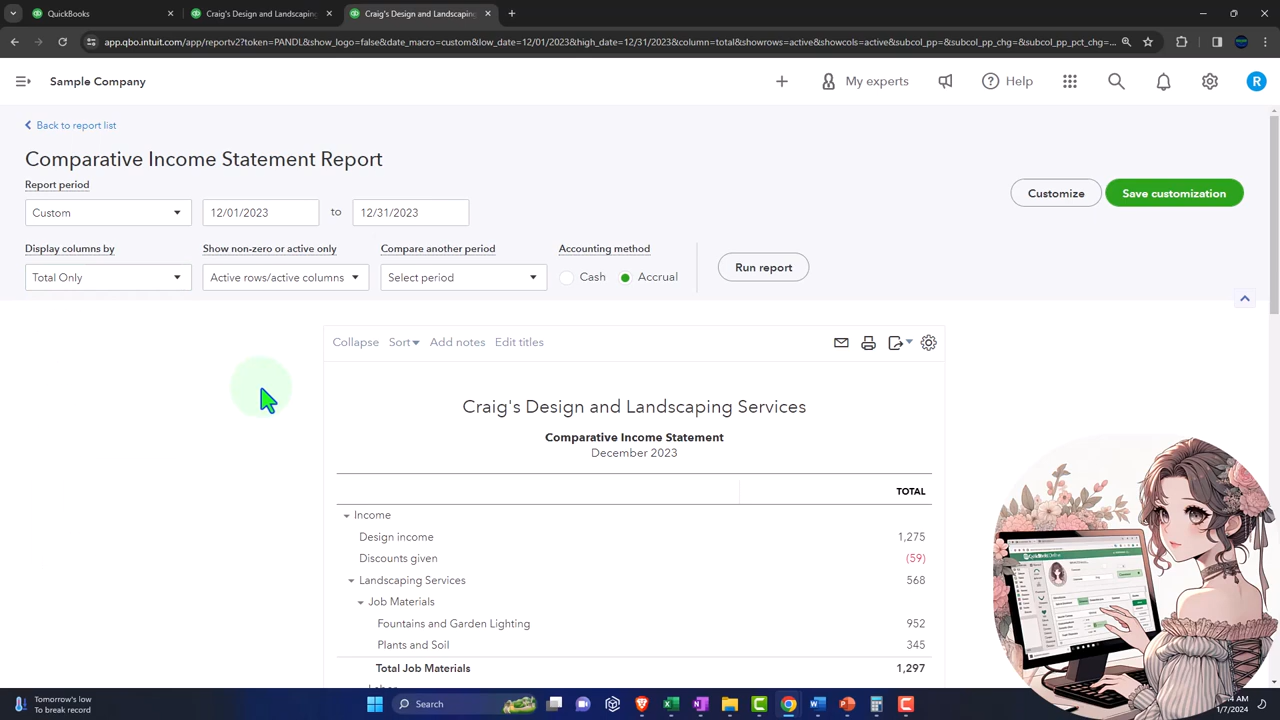 QuickBooks
Craig's Design and Landscaping
Craig's Design and Landscaping
app.qbo.intuit.com/app/reportv2?token=PANDL&show_logo=false&date_macro=custom&low_date=12/01/2023&high_date=12/31/2023&column=total&showrows=active&showcols=active&subcol_pp=&subcol_pp_chg=&subcol_pp_pct_chg=...
Sample Company
My experts
Help
R
Back to report list
Comparative Income Statement Report
Report period
Custom
12/01/2023
to
12/31/2023
Customize
Save customization
Display columns by
Show non-zero or active only
Compare another period
Accounting method
Total Only
Active rows/active columns
Select period
Cash
Accrual
Run report
Collapse
Sort
Add notes
Edit titles
Craig's Design and Landscaping Services
Comparative Income Statement
December 2023
TOTAL
Income
Design income 1,275
Discounts given (59)
Landscaping Services 568
Job Materials
Fountains and Garden Lighting 952
Plants and Soil 345
Total Job Materials 1,297
Tomorrow's low
To break record
Search
AM
1/7/2024